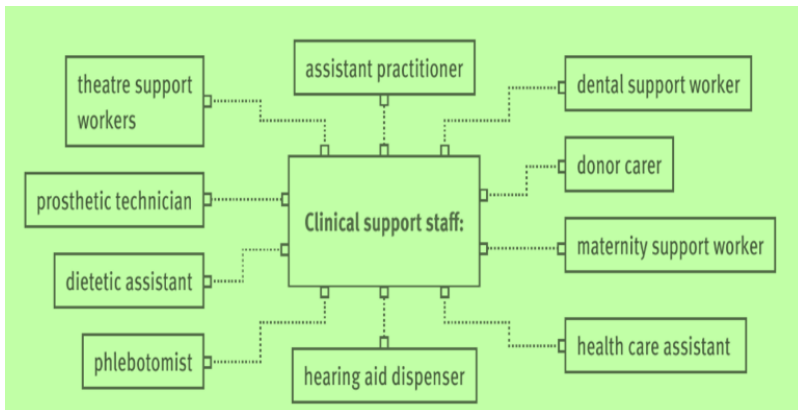 assistant practitioner
theatre support
workers
dental support worker
donor carer
prosthetic technician
Clinical support staff:
maternity support worker
dietetic assistant
health care assistant
phlebotomist
hearing aid dispenser